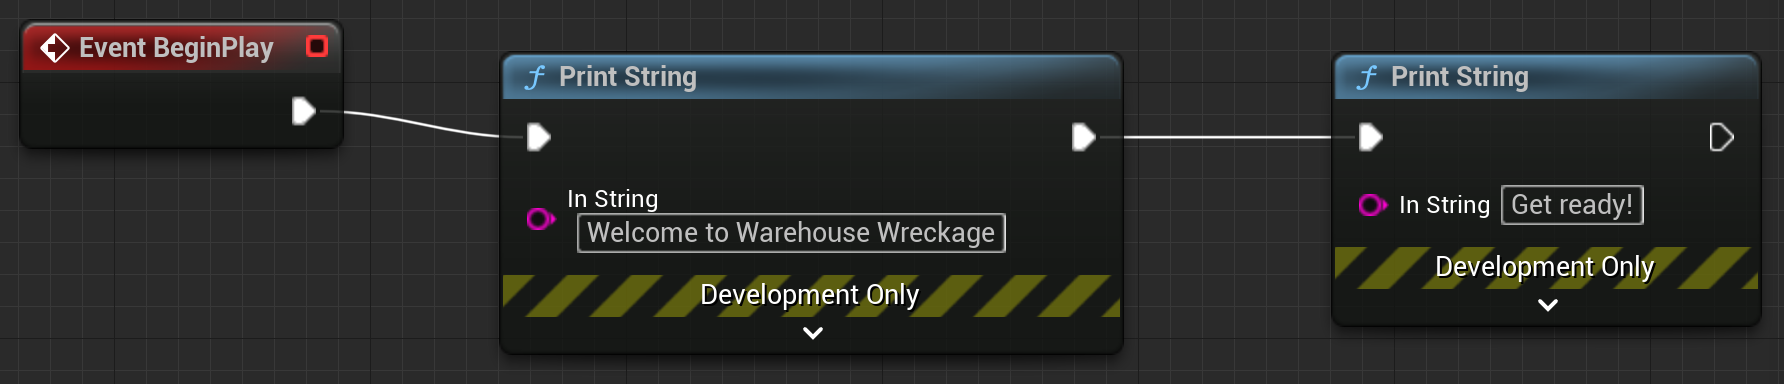 Event BeginPlay
Print String
In String
Welcome to Warehouse Wreckage
Development Only
Print String
In String Get ready!
Development Only